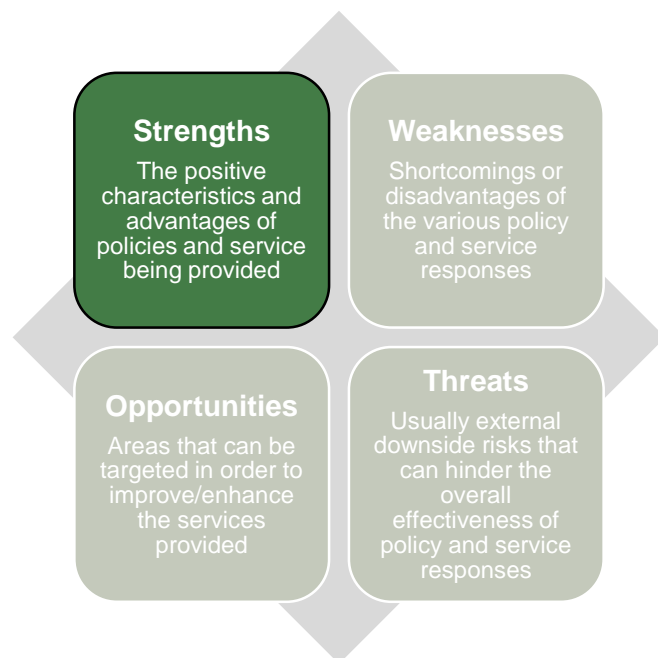 Strengths
The positive
characteristics and
advantages of
policies and service
being provided
Weaknesses
Shortcomings or
disadvantages of
the various policy
and service
responses
Opportunities
Areas that can be
targeted in order to
improve/enhance
the services
provided
Threats
Usually external
downside risks that
can hinder the
overall
effectiveness of
policy and service
responses